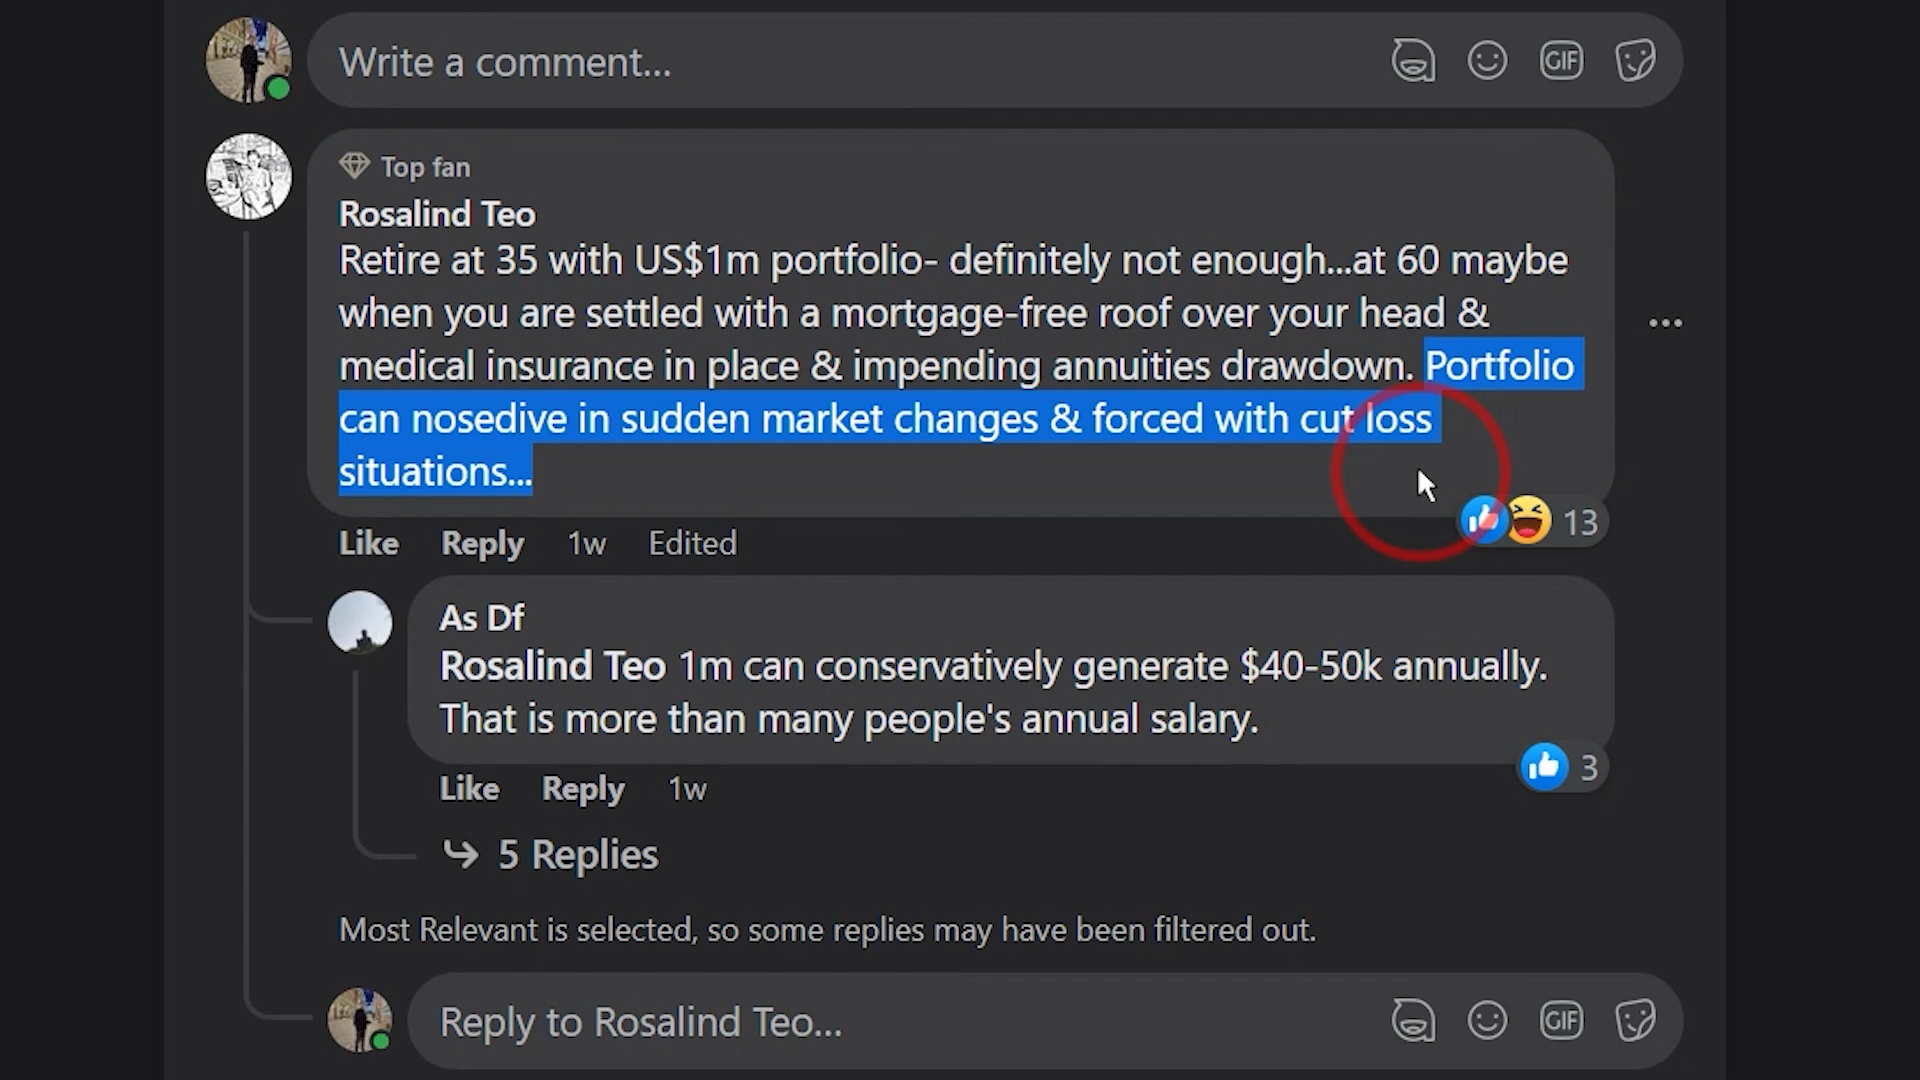 Write a comment...
GIF
Top fan
Rosalind Teo
Retire at 35 with US$1m portfolio- definitely not enough...at 60 maybe
when you are settled with a mortgage-free roof over your head &
medical insurance in place & impending annuities drawdown. Portfolio
can nosedive in sudden market changes & forced with cut loss
situations...
13
Like Reply 1w Edited
As Df
Rosalind Teo 1m can conservatively generate $40-50k annually.
That is more than many people's annual salary.
3
Like Reply 1w
5 Replies
Most Relevant is selected, so some replies may have been filtered out.
Reply to Rosalind Teo...
GIF